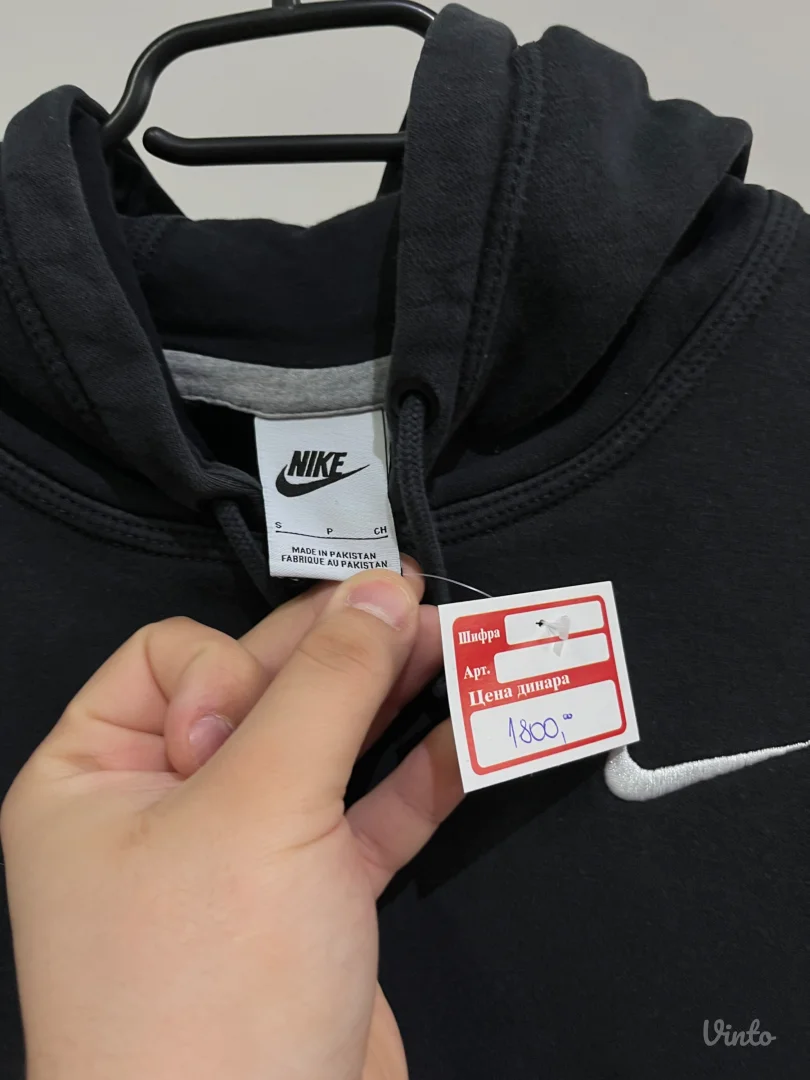 NIKE
S P CH
MADE IN PAKISTAN
FABRIQUE AU PAKISTAN
Шифра
Арт.
Цена динара
1800,00
Vinto